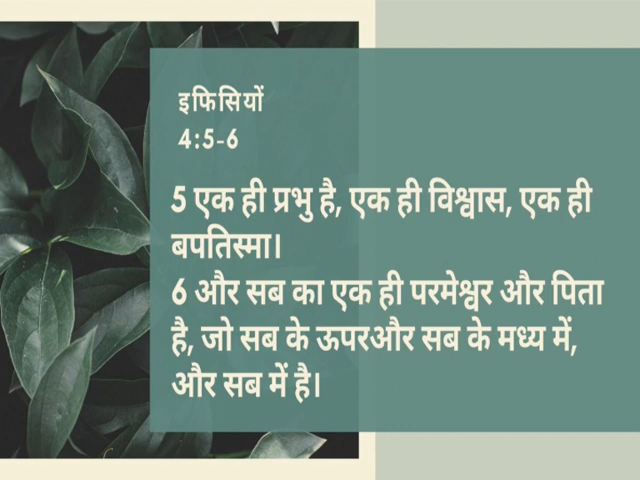 इफिसियों
4:5-6
5 एक ही प्रभु है, एक ही विश्वास, एक ही
बपतिस्मा।
6 और सब का एक ही परमेश्वर और पिता
है, जो सब के ऊपरऔर सब के मध्य में,
और सब में है।